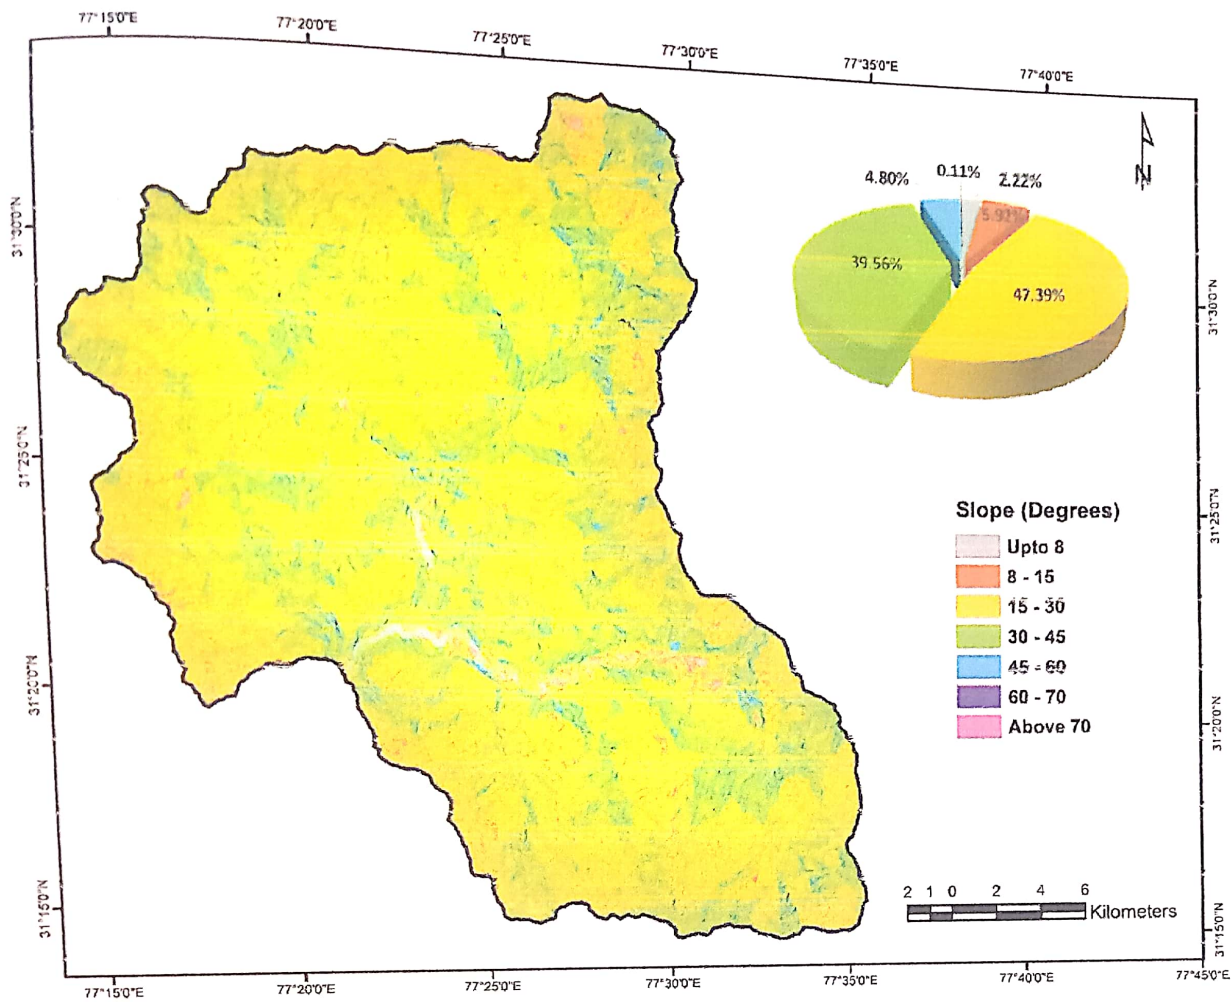 77°15'0"E 77°20'0"E 77°25'0"E 77°30'0"E 77°35'0"E 77°40'0"E
31°30'0"N
31°25'0"N
31°20'0"N
31°15'0"N
N
4.80% 0.11% 2.22%
5.92%
39.56%
47.39%
31°30'0"N
31°25'0"N
31°20'0"N
31°15'0"N
Slope (Degrees)
Upto 8
8 - 15
15 - 30
30 - 45
45 - 60
60 - 70
Above 70
2 1 0 2 4 6
Kilometers
77°15'0"E 77°20'0"E 77°25'0"E 77°30'0"E 77°35'0"E 77°40'0"E 77°45'0"E